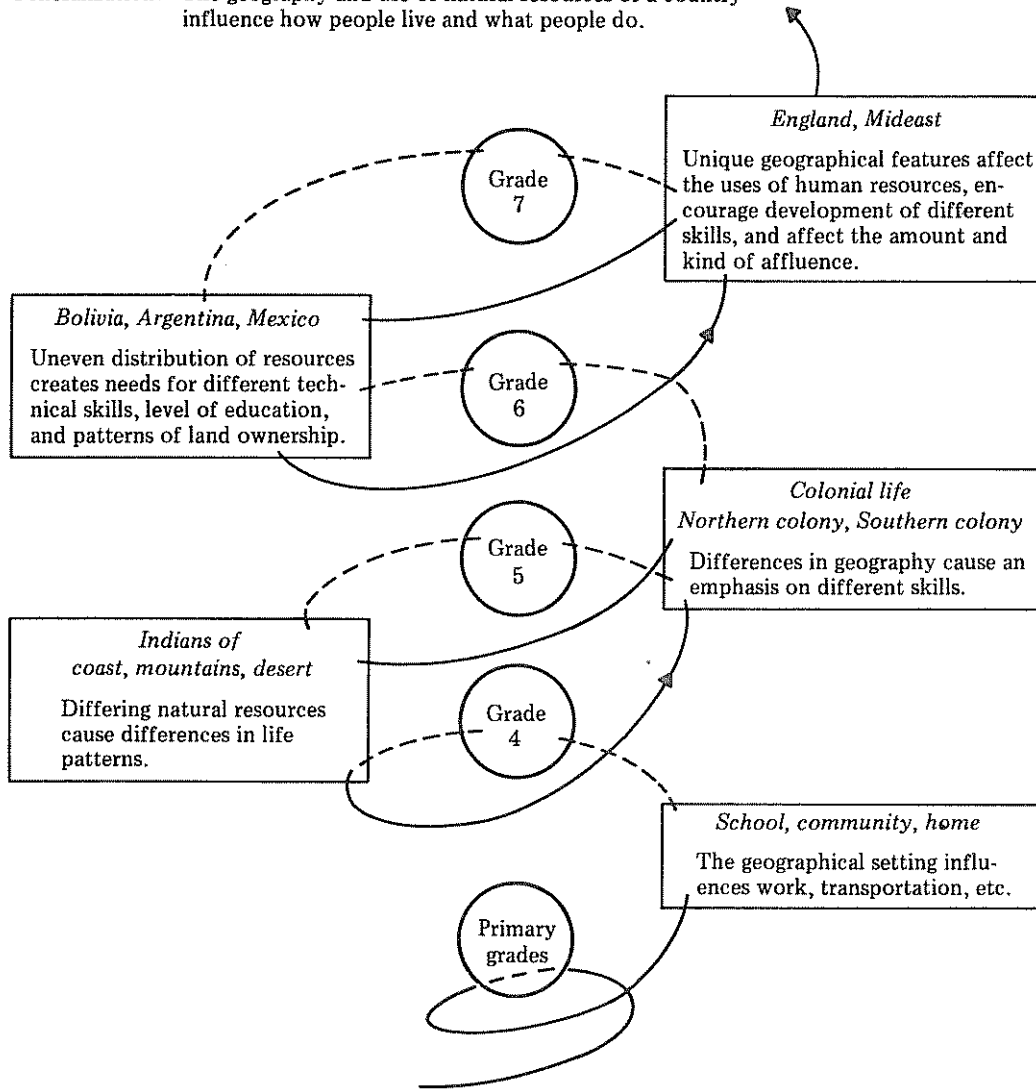 influence how people live and what people do.
England, Mideast
Unique geographical features affect
the uses of human resources, en-
courage development of different
skills, and affect the amount and
kind of affluence.
Grade
7
Bolivia, Argentina, Mexico
Uneven distribution of resources
creates needs for different tech-
nical skills, level of education,
and patterns of land ownership.
Grade
6
Colonial life
Northern colony, Southern colony
Differences in geography cause an
emphasis on different skills.
Grade
5
Indians of
coast, mountains, desert
Differing natural resources
cause differences in life
patterns.
Grade
4
School, community, home
The geographical setting influ-
ences work, transportation, etc.
Primary
grades